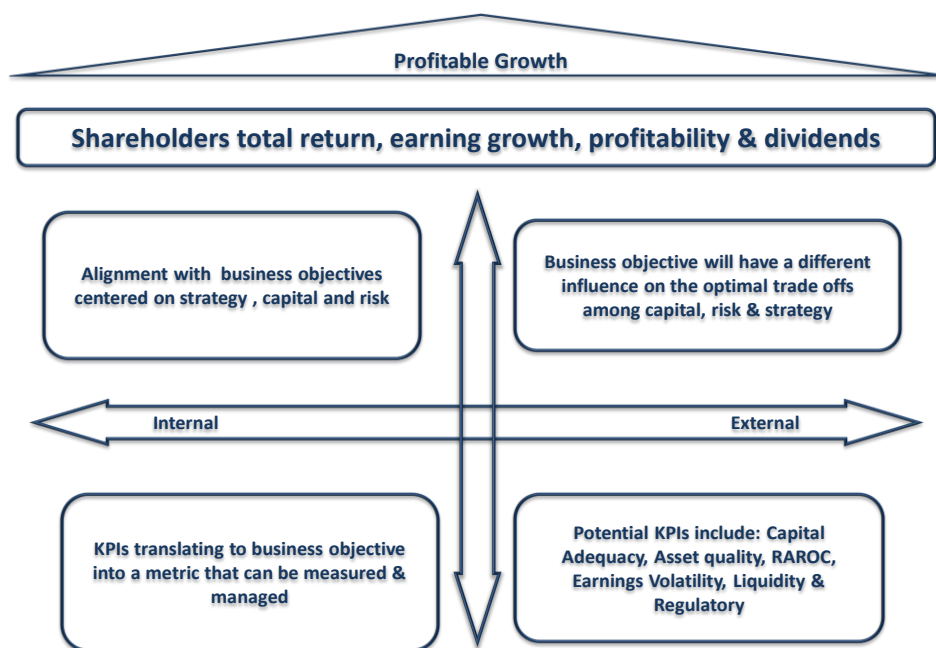 Profitable Growth
Shareholders total return, earning growth, profitability & dividends
Alignment with business objectives
centered on strategy , capital and risk
Business objective will have a different
influence on the optimal trade offs
among capital, risk & strategy
Internal
External
KPIs translating to business objective
into a metric that can be measured &
managed
Potential KPIs include: Capital
Adequacy, Asset quality, RAROC,
Earnings Volatility, Liquidity &
Regulatory